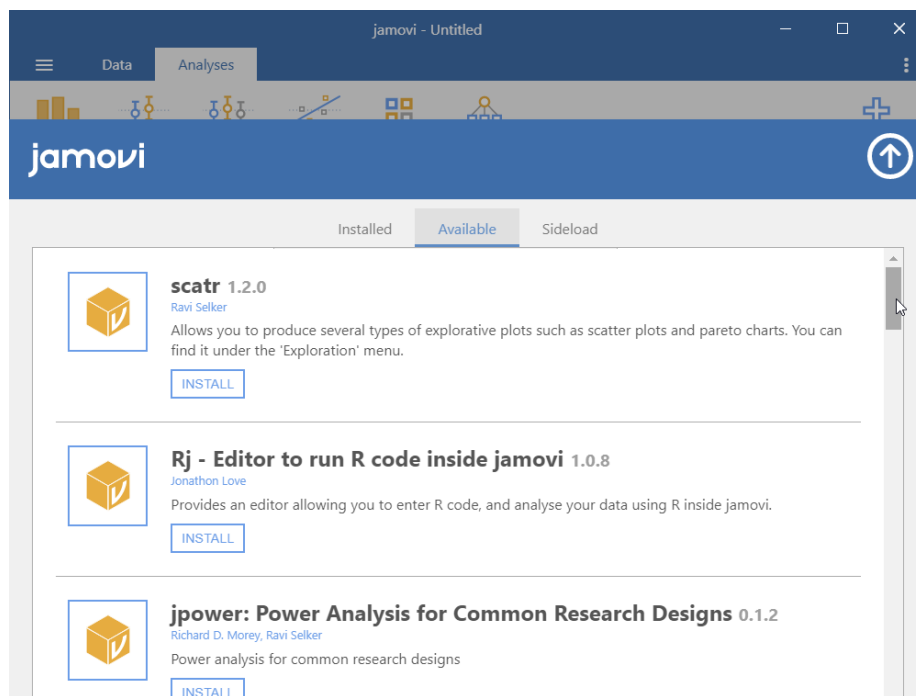 jamovi - Untitled
Data
Analyses
jamovi
Installed
Available
Sideload
scatr 1.2.0
Ravi Selker
Allows you to produce several types of explorative plots such as scatter plots and pareto charts. You can
find it under the 'Exploration' menu.
INSTALL
Rj - Editor to run R code inside jamovi 1.0.8
Jonathon Love
Provides an editor allowing you to enter R code, and analyse your data using R inside jamovi.
INSTALL
jpower: Power Analysis for Common Research Designs 0.1.2
Richard D. Morey, Ravi Selker
Power analysis for common research designs
INSTALL